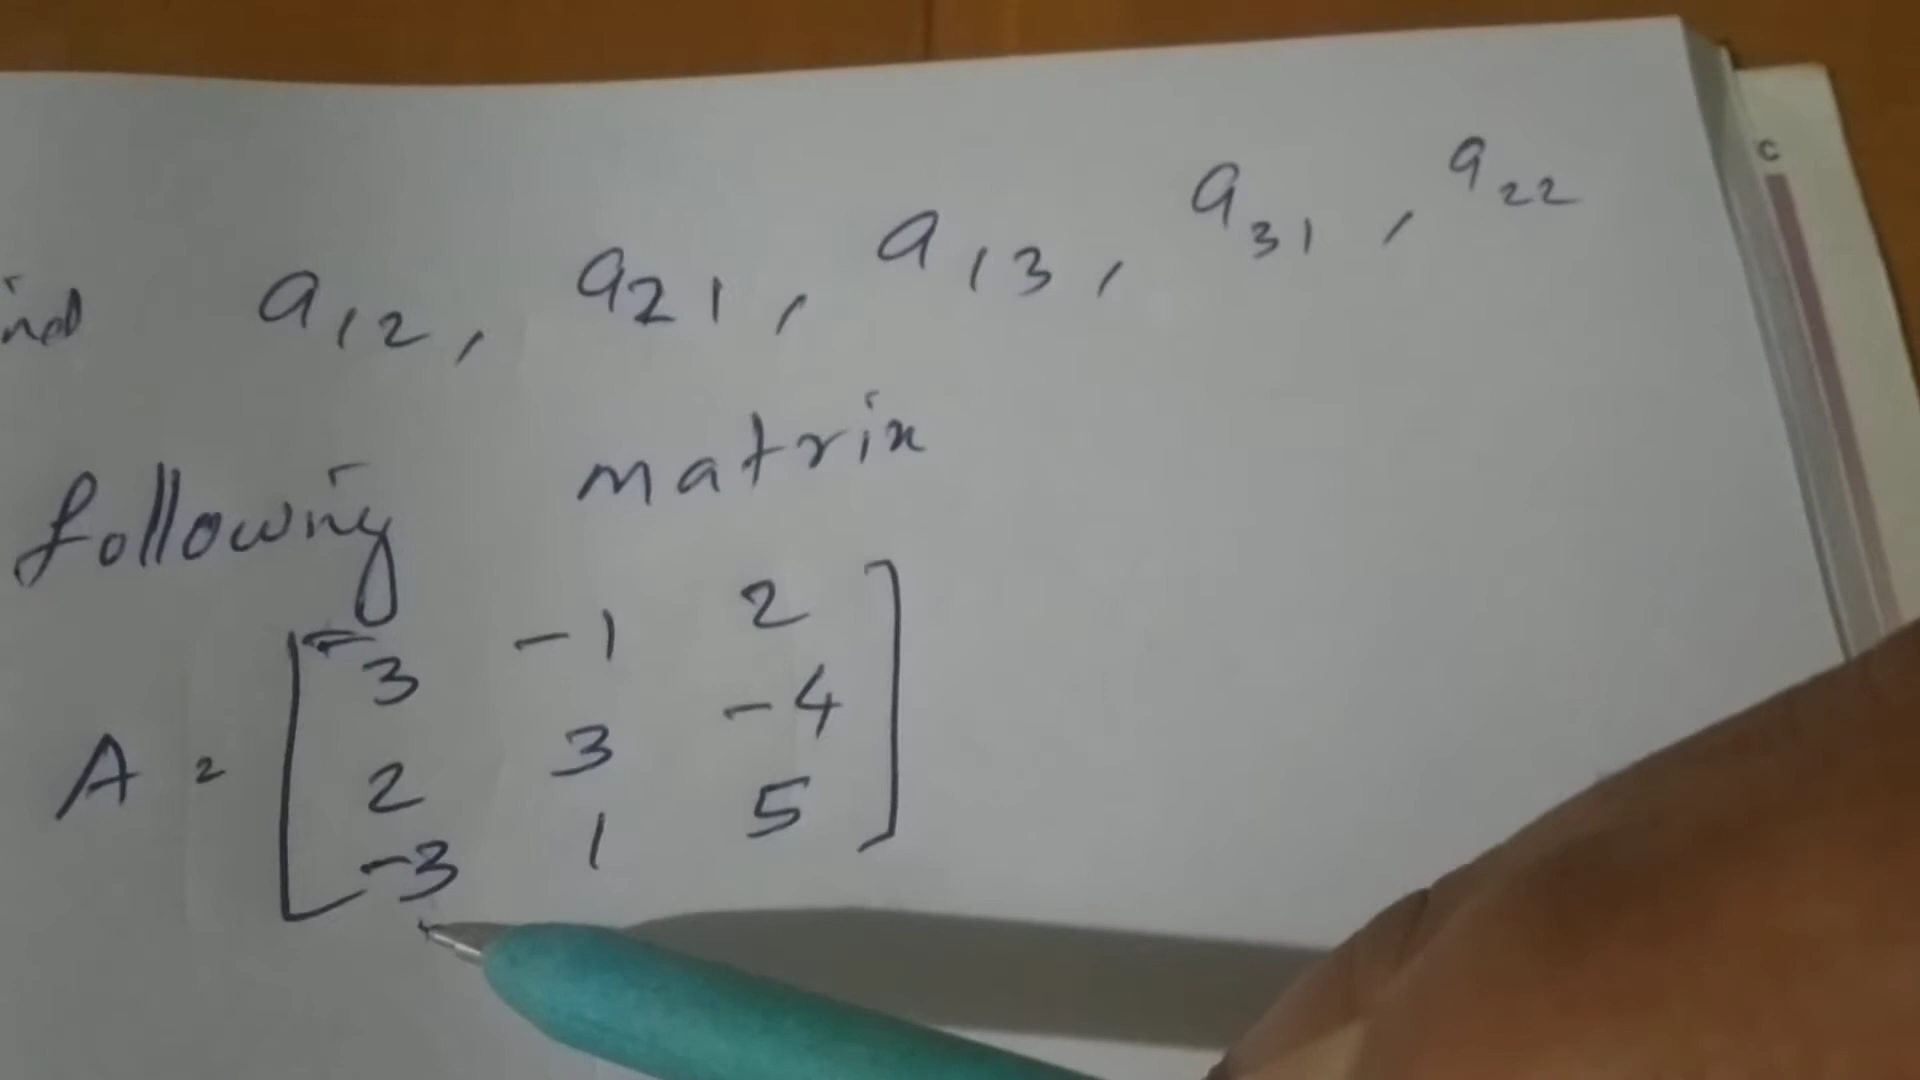 a12, a21, a13, a31, a22
following matrix
3 -1 2
A = 2 3 -4
-3 1 5
c